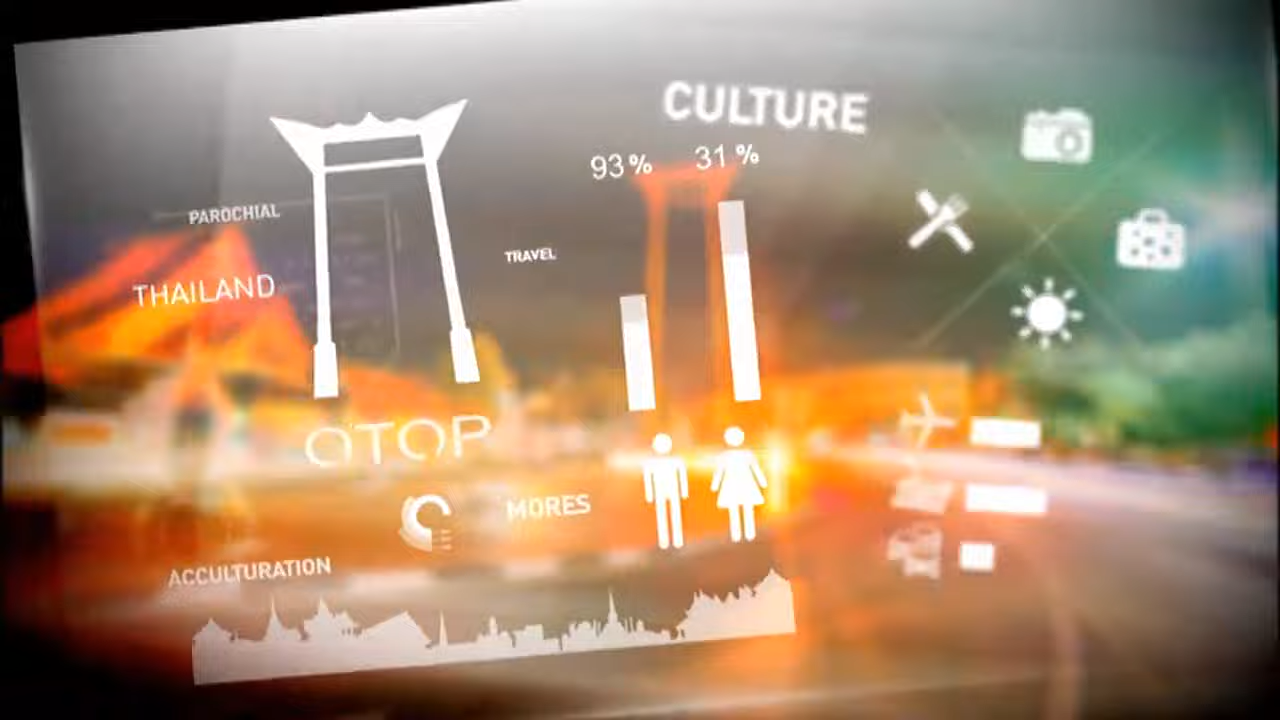 CULTURE
93% 31%
PAROCHIAL
TRAVEL
THAILAND
OTOP
MORES
ACCULTURATION